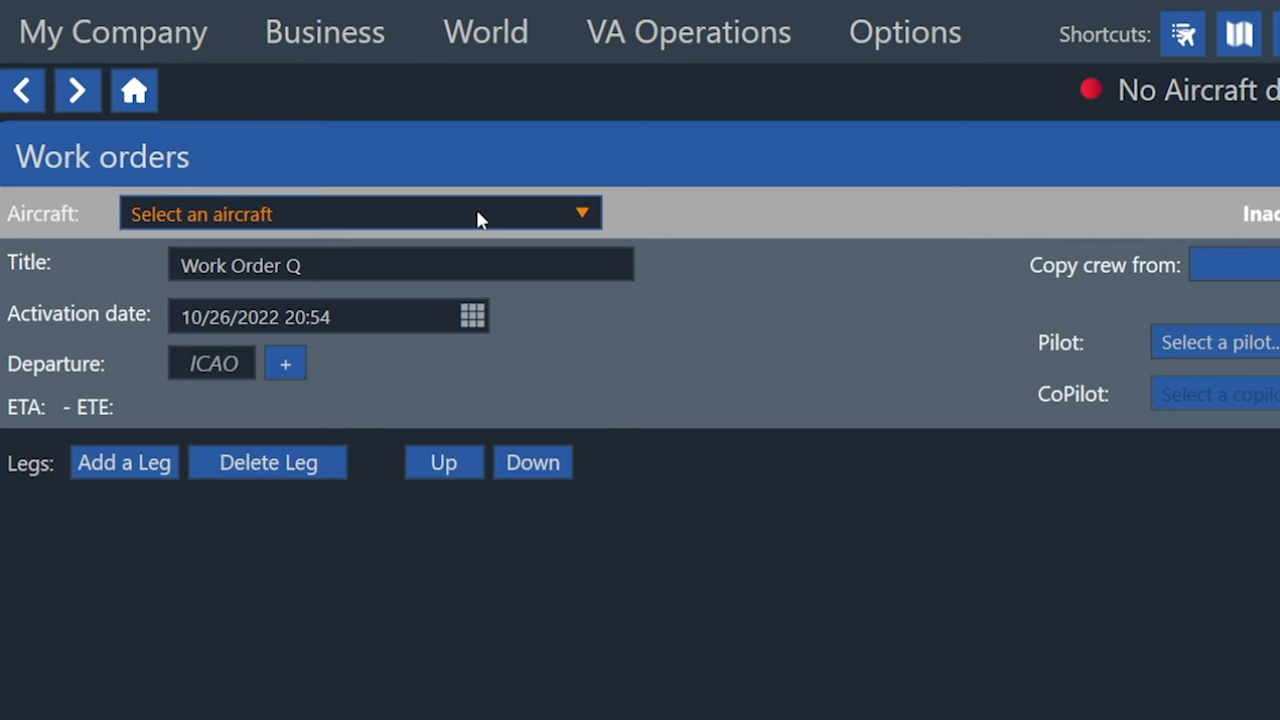 My Company Business World VA Operations Options Shortcuts:
No Aircraft
Work orders
Aircraft: Select an aircraft
Title: Work Order Q Copy crew from:
Activation date: 10/26/2022 20:54
Pilot: Select a pilot..
Departure: ICAO +
CoPilot: Select a
ETA: - ETE:
Legs: Add a Leg Delete Leg Up Down